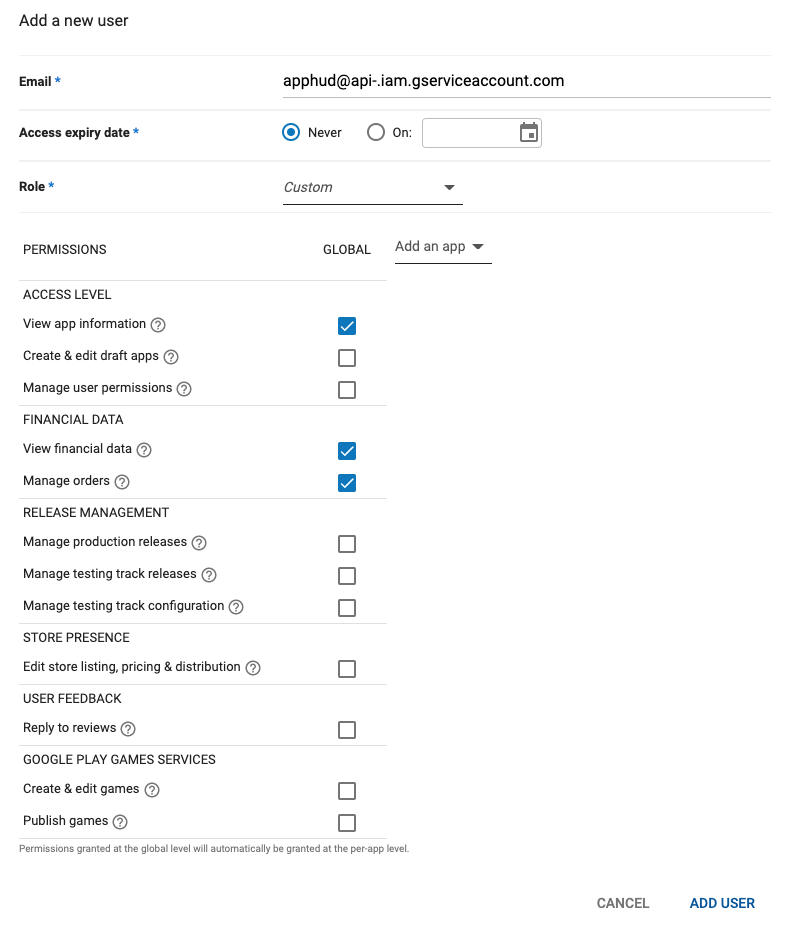 Add a new user
Email *
apphud@api-.iam.gserviceaccount.com
Access expiry date *
Never
On:
Role *
Custom
PERMISSIONS
GLOBAL
Add an app
ACCESS LEVEL
View app information ?
Create & edit draft apps ?
Manage user permissions ?
FINANCIAL DATA
View financial data ?
Manage orders ?
RELEASE MANAGEMENT
Manage production releases ?
Manage testing track releases ?
Manage testing track configuration ?
STORE PRESENCE
Edit store listing, pricing & distribution ?
USER FEEDBACK
Reply to reviews ?
GOOGLE PLAY GAMES SERVICES
Create & edit games ?
Publish games ?
Permissions granted at the global level will automatically be granted at the per-app level.
CANCEL
ADD USER